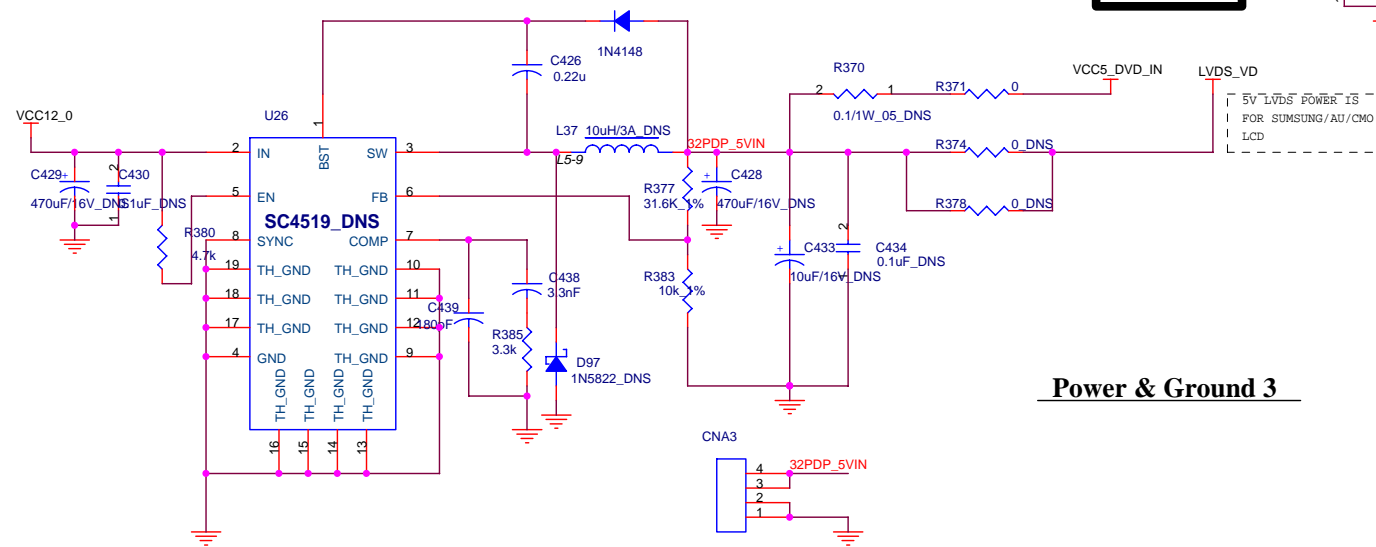 1N4148
C426
0.22u
R370
2
1
0.1/1W_05_DNS
R371
0
VCC5_DVD_IN
LVDS_VD
5V LVDS POWER IS
FOR SUMSUNG/AU/CMO
LCD
VCC12_0
U26
1
BST
2
IN
SW
3
L37
10uH/3A_DNS
L5-9
32PDP_5VIN
R374
0_DNS
C429
+
470uF/16V_DNS
C430
2
1
0.1uF_DNS
5
EN
FB
6
R377
31.6K_1%
C428
+
470uF/16V_DNS
R378
0_DNS
SC4519_DNS
R380
4.7k
8
SYNC
COMP
7
C433
+
10uF/16V_DNS
2
C434
0.1uF_DNS
19
TH_GND
TH_GND
10
R383
10k_1%
C438
3.3nF
18
TH_GND
TH_GND
11
C439
180pF
17
TH_GND
TH_GND
12
R385
3.3k
4
GND
TH_GND
9
D97
1N5822_DNS
TH_GND
TH_GND
TH_GND
TH_GND
16
15
14
13
Power & Ground 3
CNA3
4
32PDP_5VIN
3
2
1